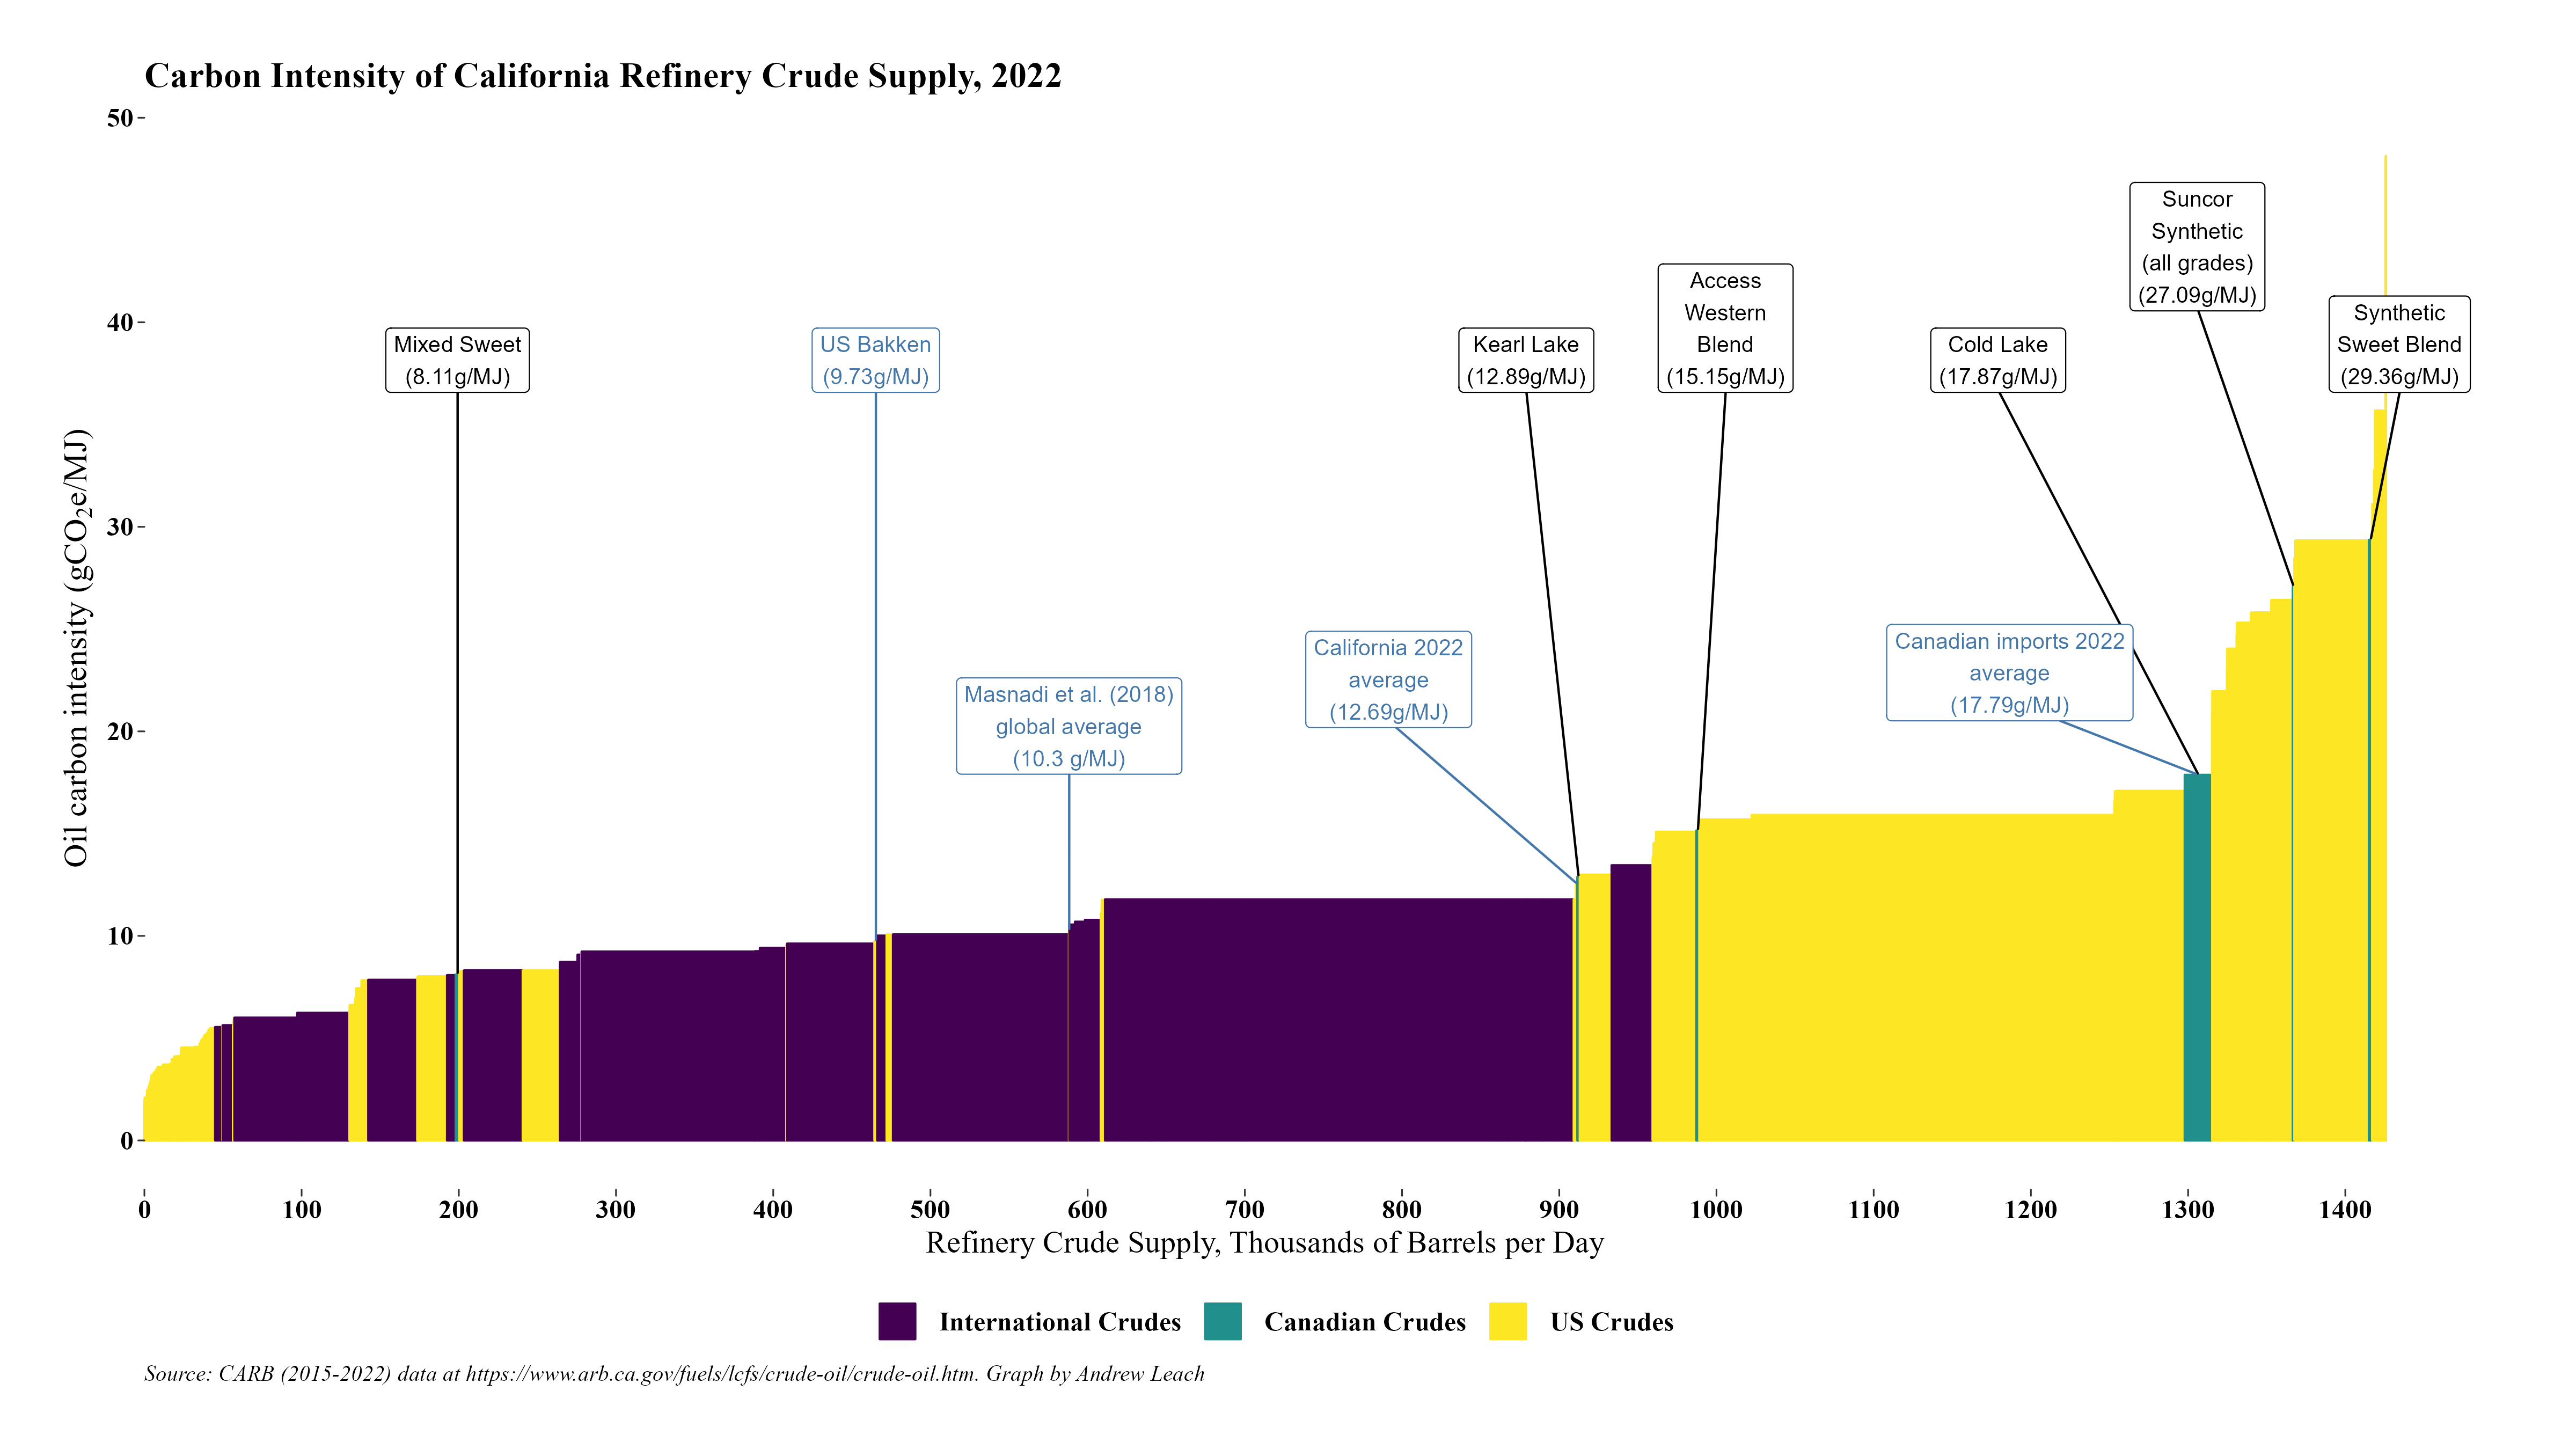 Carbon Intensity of California Refinery Crude Supply, 2022
Oil carbon intensity (gCO₂e/MJ)
50
40
30
20
10
0
Mixed Sweet
(8.11g/MJ)
US Bakken
(9.73g/MJ)
Masnadi et al. (2018)
global average
(10.3 g/MJ)
California 2022
average
(12.69g/MJ)
Kearl Lake
(12.89g/MJ)
Access
Western
Blend
(15.15g/MJ)
Cold Lake
(17.87g/MJ)
Canadian imports 2022
average
(17.79g/MJ)
Suncor
Synthetic
(all grades)
(27.09g/MJ)
Synthetic
Sweet Blend
(29.36g/MJ)
0 100 200 300 400 500 600 700 800 900 1000 1100 1200 1300 1400
Refinery Crude Supply, Thousands of Barrels per Day
International Crudes Canadian Crudes US Crudes
Source: CARB (2015-2022) data at https://www.arb.ca.gov/fuels/lcfs/crude-oil/crude-oil.htm. Graph by Andrew Leach